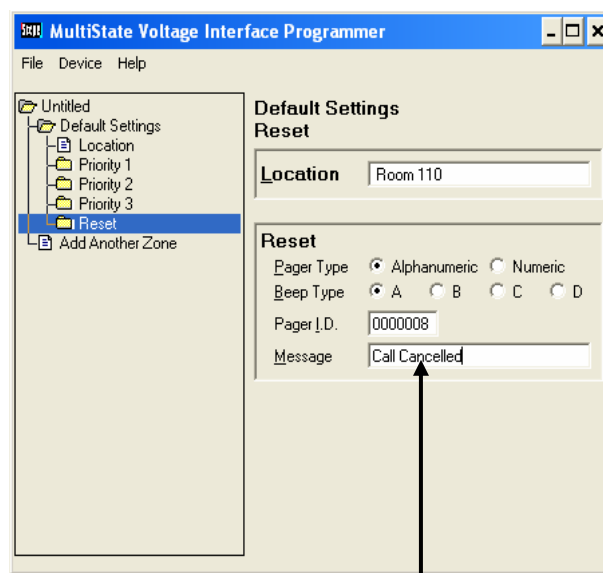 MultiState Voltage Interface Programmer
File Device Help
Untitled
Default Settings
Location
Priority 1
Priority 2
Priority 3
Reset
Add Another Zone
Default Settings
Reset
Location Room 110
Reset
Pager Type Alphanumeric Numeric
Beep Type A B C D
Pager I.D. 0000008
Message Call Cancelled